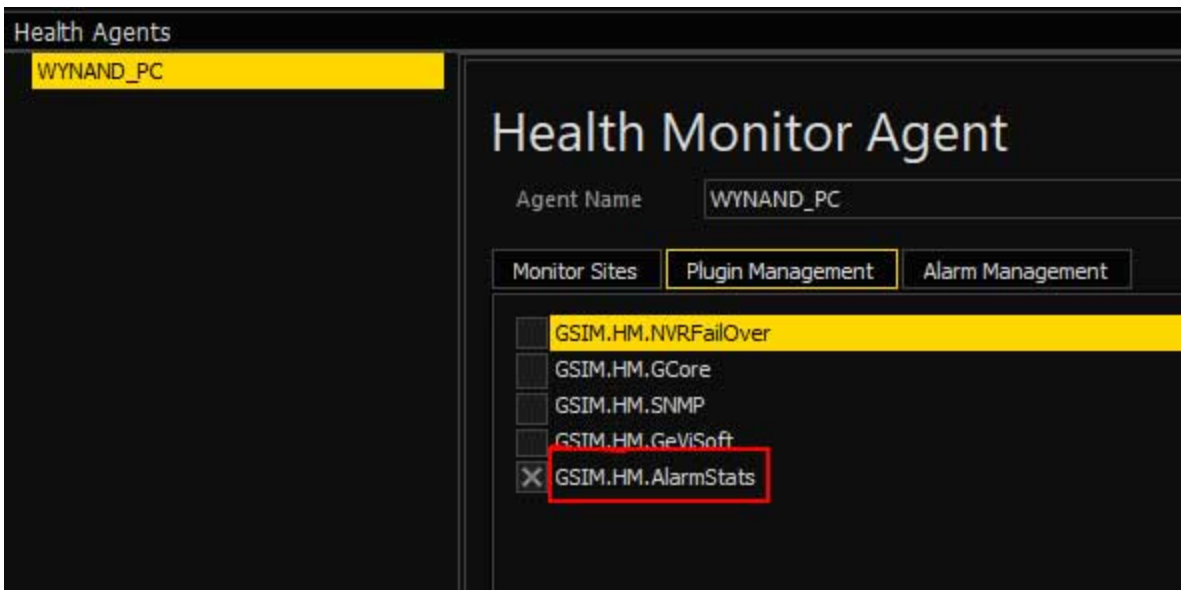 Health Agents
WYNAND_PC
Health Monitor Agent
Agent Name WYNAND_PC
Monitor Sites Plugin Management Alarm Management
GSIM.HM.NVRFailOver
GSIM.HM.GCore
GSIM.HM.SNMP
GSIM.HM.GeViSoft
GSIM.HM.AlarmStats